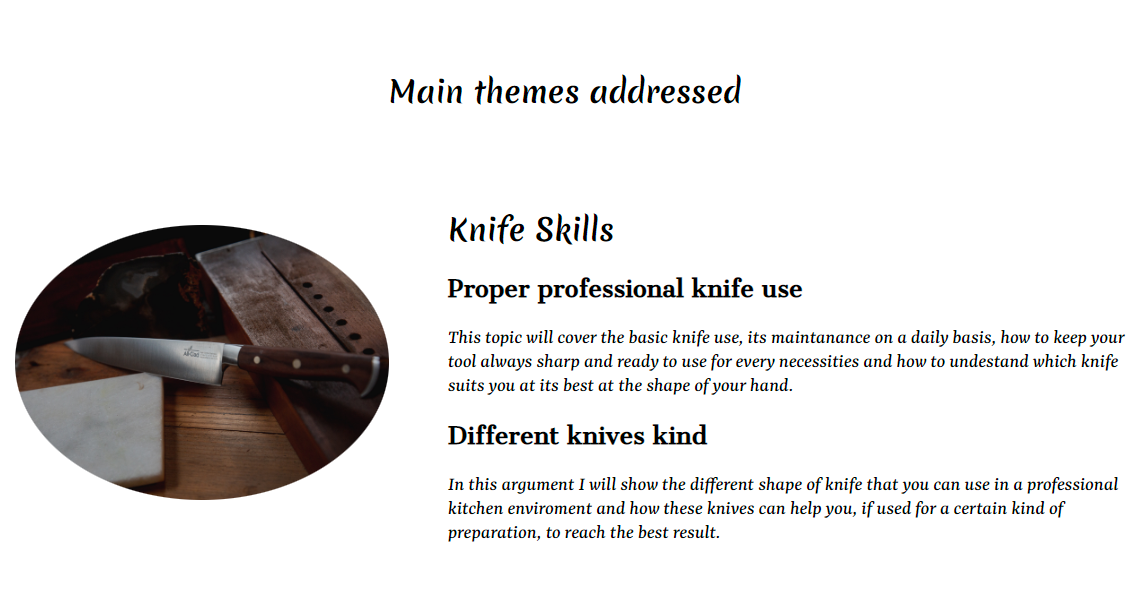 Main themes addressed
Knife Skills
Proper professional knife use
This topic will cover the basic knife use, its maintanance on a daily basis, how to keep your
tool always sharp and ready to use for every necessities and how to undestand which knife
suits you at its best at the shape of your hand.
Different knives kind
In this argument I will show the different shape of knife that you can use in a professional
kitchen enviroment and how these knives can help you, if used for a certain kind of
preparation, to reach the best result.